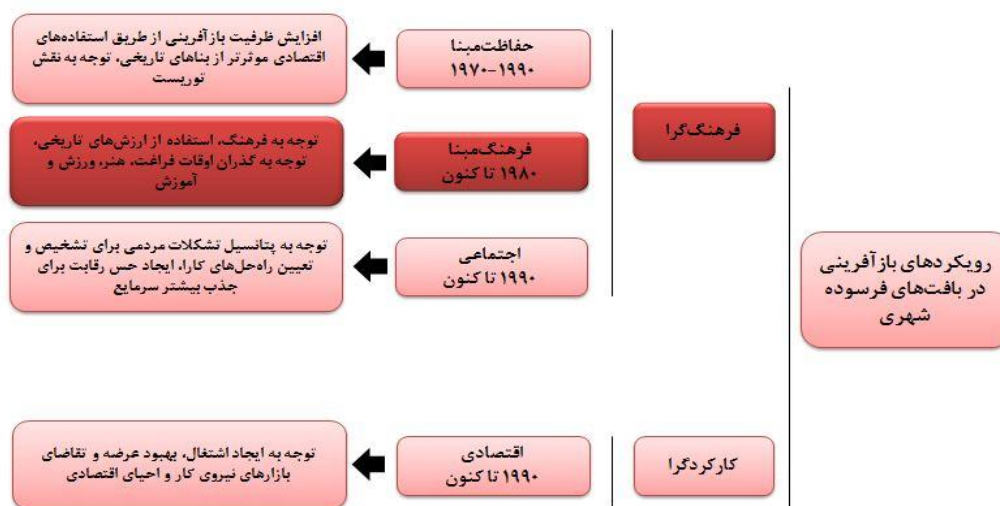 رویکردهای بازآفرینی
در بافت‌های فرسوده
شهری
فرهنگ‌گرا
حفاظت‌مبنا
۱۹۷۰-۱۹۹۰
افزایش ظرفیت بازآفرینی از طریق استفاده‌های
اقتصادی موثرتر از بناهای تاریخی، توجه به نقش
توریست
فرهنگ‌مبنا
۱۹۸۰ تا کنون
توجه به فرهنگ، استفاده از ارزش‌های تاریخی،
توجه به گذران اوقات فراغت، هنر، ورزش و
آموزش
اجتماعی
۱۹۹۰ تا کنون
توجه به پتانسیل تشکلات مردمی برای تشخیص و
تعیین راه‌حل‌های کارا، ایجاد حس رقابت برای
جذب بیشتر سرمایع
کارکردگرا
اقتصادی
۱۹۹۰ تا کنون
توجه به ایجاد اشتغال، بهبود عرضه و تقاضای
بازارهای نیروی کار و احیای اقتصادی